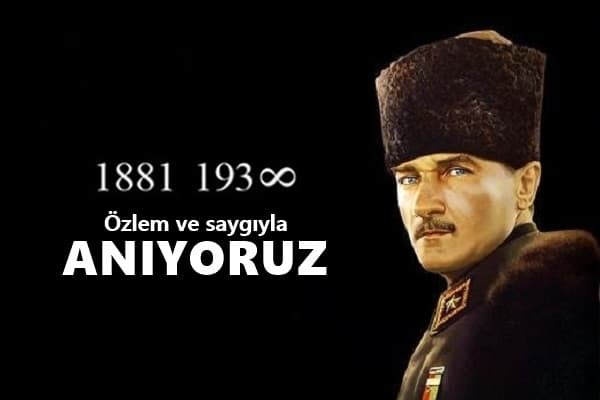 1881 193∞
Özlem ve saygıyla
ANIYORUZ